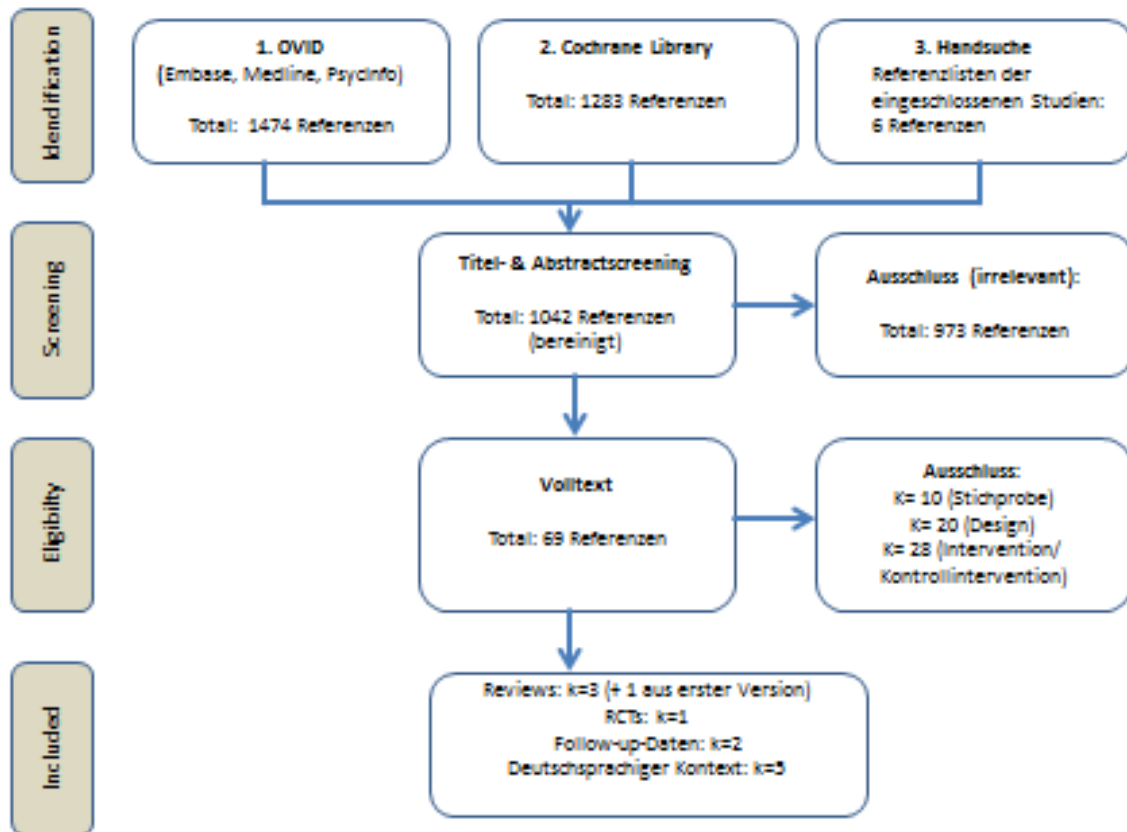 Idendification
1. OVID
(Embase, Medline, PsycInfo)
Total: 1474 Referenzen
2. Cochrane Library
Total: 1283 Referenzen
3. Handsuche
Referenzlisten der
eingeschlossenen Studien:
6 Referenzen
Screening
Titel- & Abstractscreening
Total: 1042 Referenzen
(bereinigt)
Ausschluss (irrelevant):
Total: 973 Referenzen
Eligibilty
Volltext
Total: 69 Referenzen
Ausschluss:
K= 10 (Stichprobe)
K= 20 (Design)
K= 28 (Intervention/
Kontrollintervention)
Included
Reviews: k=3 (+ 1 aus erster Version)
RCTs: k=1
Follow-up-Daten: k=2
Deutschsprachiger Kontext: k=5